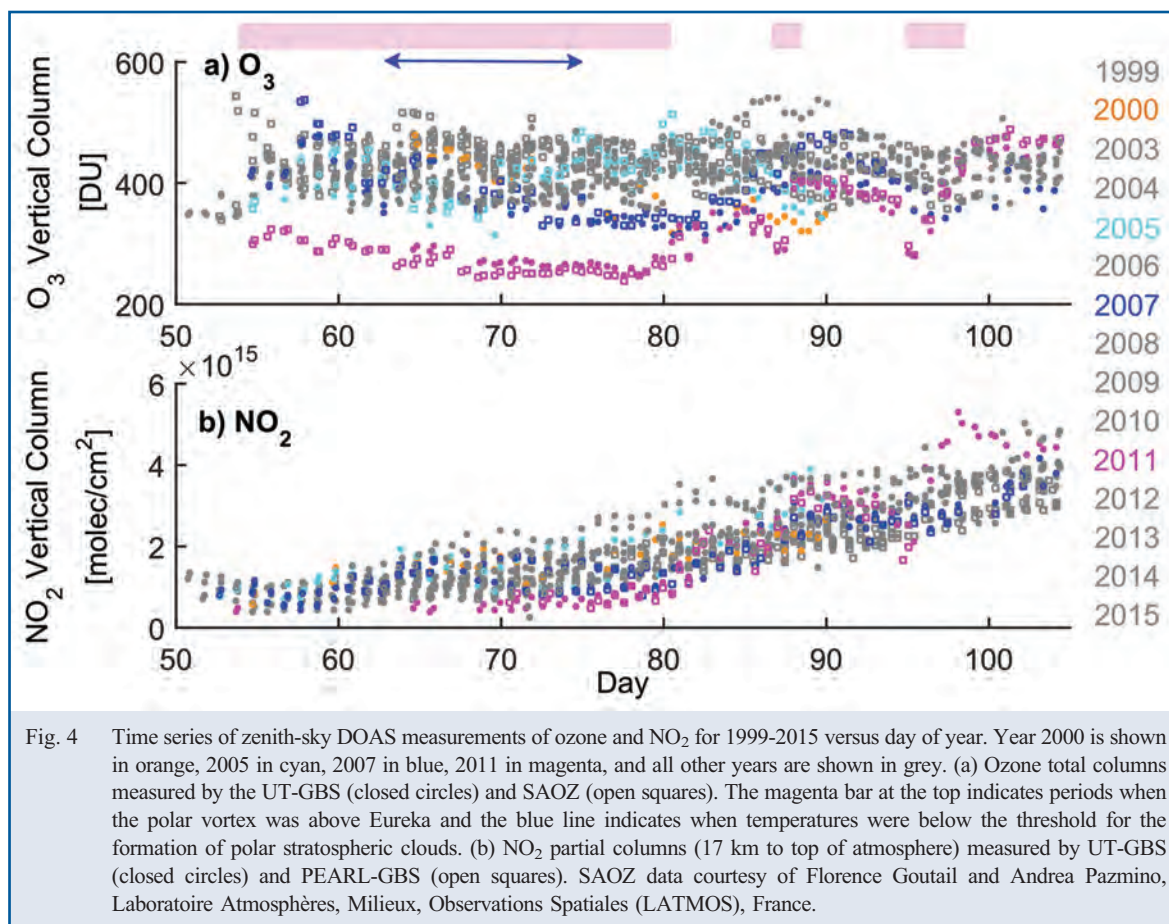 a) O₃
O₃ Vertical Column
[DU]
600
400
200
50 60 70 80 90 100
1999
2000
2003
2004
2005
2006
2007
2008
2009
2010
2011
2012
2013
2014
2015
× 10¹⁵
b) NO₂
NO₂ Vertical Column
[molec/cm²]
6
4
2
0
50 60 70 80 90 100
Day
Fig. 4 Time series of zenith-sky DOAS measurements of ozone and NO₂ for 1999-2015 versus day of year. Year 2000 is shown
in orange, 2005 in cyan, 2007 in blue, 2011 in magenta, and all other years are shown in grey. (a) Ozone total columns
measured by the UT-GBS (closed circles) and SAOZ (open squares). The magenta bar at the top indicates periods when
the polar vortex was above Eureka and the blue line indicates when temperatures were below the threshold for the
formation of polar stratospheric clouds. (b) NO₂ partial columns (17 km to top of atmosphere) measured by UT-GBS
(closed circles) and PEARL-GBS (open squares). SAOZ data courtesy of Florence Goutail and Andrea Pazmino,
Laboratoire Atmosphères, Milieux, Observations Spatiales (LATMOS), France.